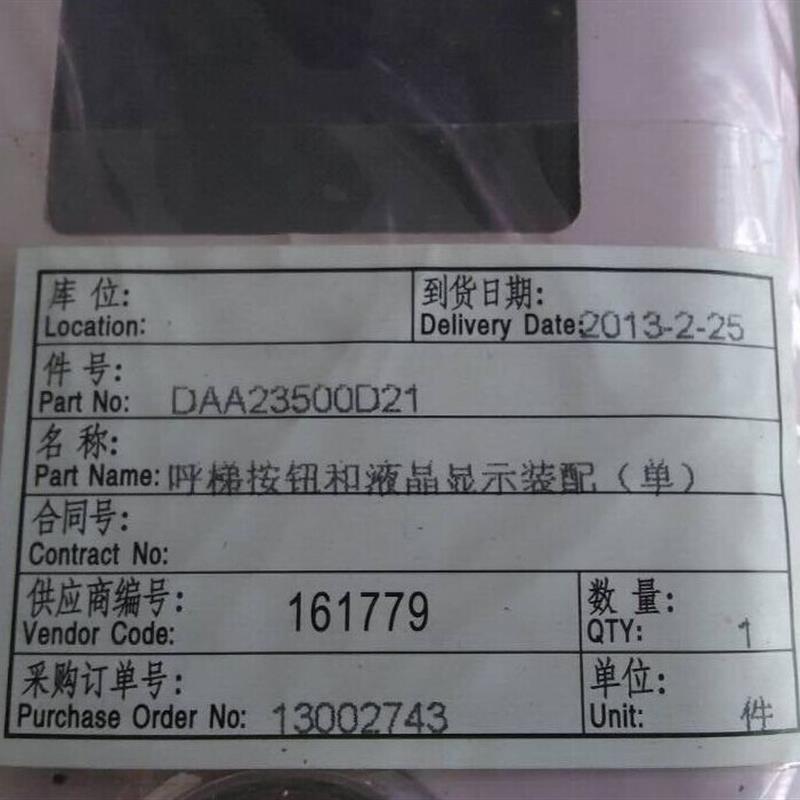 库 位:
Location:
到货日期:
Delivery Date:2013-2-25
件 号:
Part No: DAA23500D21
名 称:
Part Name: 呼梯按钮和液晶显示装配（单）
合同号:
Contract No:
供应商编号:
Vendor Code: 161779
数 量:
QTY: 1
采购订单号:
Purchase Order No: 13002743
单位:
Unit: 件